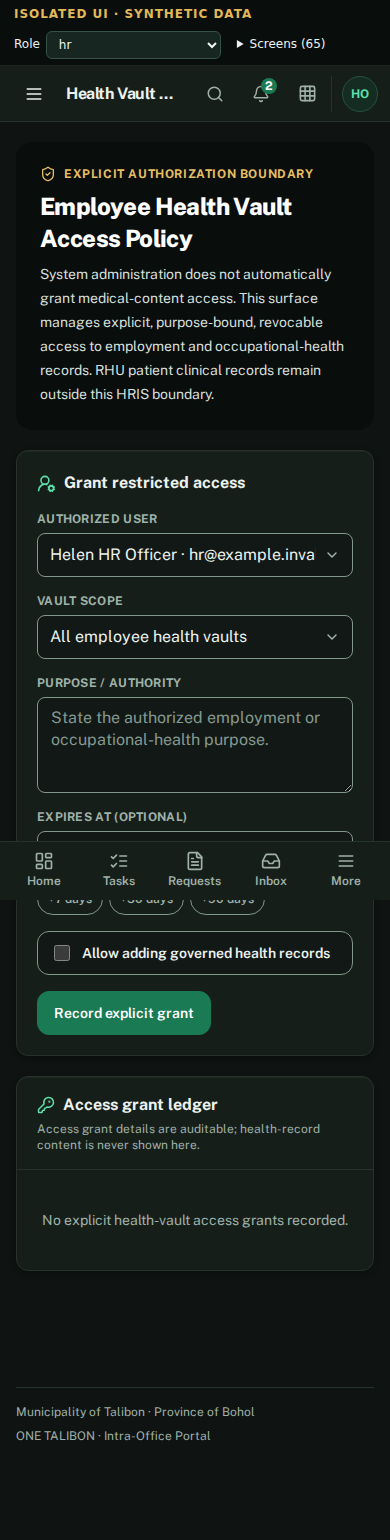 ISOLATED UI · SYNTHETIC DATA
Role hr ▶ Screens (65)
Health Vault ... 2 HO
EXPLICIT AUTHORIZATION BOUNDARY
Employee Health Vault
Access Policy
System administration does not automatically
grant medical-content access. This surface
manages explicit, purpose-bound, revocable
access to employment and occupational-health
records. RHU patient clinical records remain
outside this HRIS boundary.
Grant restricted access
AUTHORIZED USER
Helen HR Officer · hr@example.inva
VAULT SCOPE
All employee health vaults
PURPOSE / AUTHORITY
State the authorized employment or
occupational-health purpose.
EXPIRES AT (OPTIONAL)
Home Tasks Requests Inbox More
+7 days +30 days +90 days
Allow adding governed health records
Record explicit grant
Access grant ledger
Access grant details are auditable; health-record
content is never shown here.
No explicit health-vault access grants recorded.
Municipality of Talibon · Province of Bohol
ONE TALIBON · Intra-Office Portal